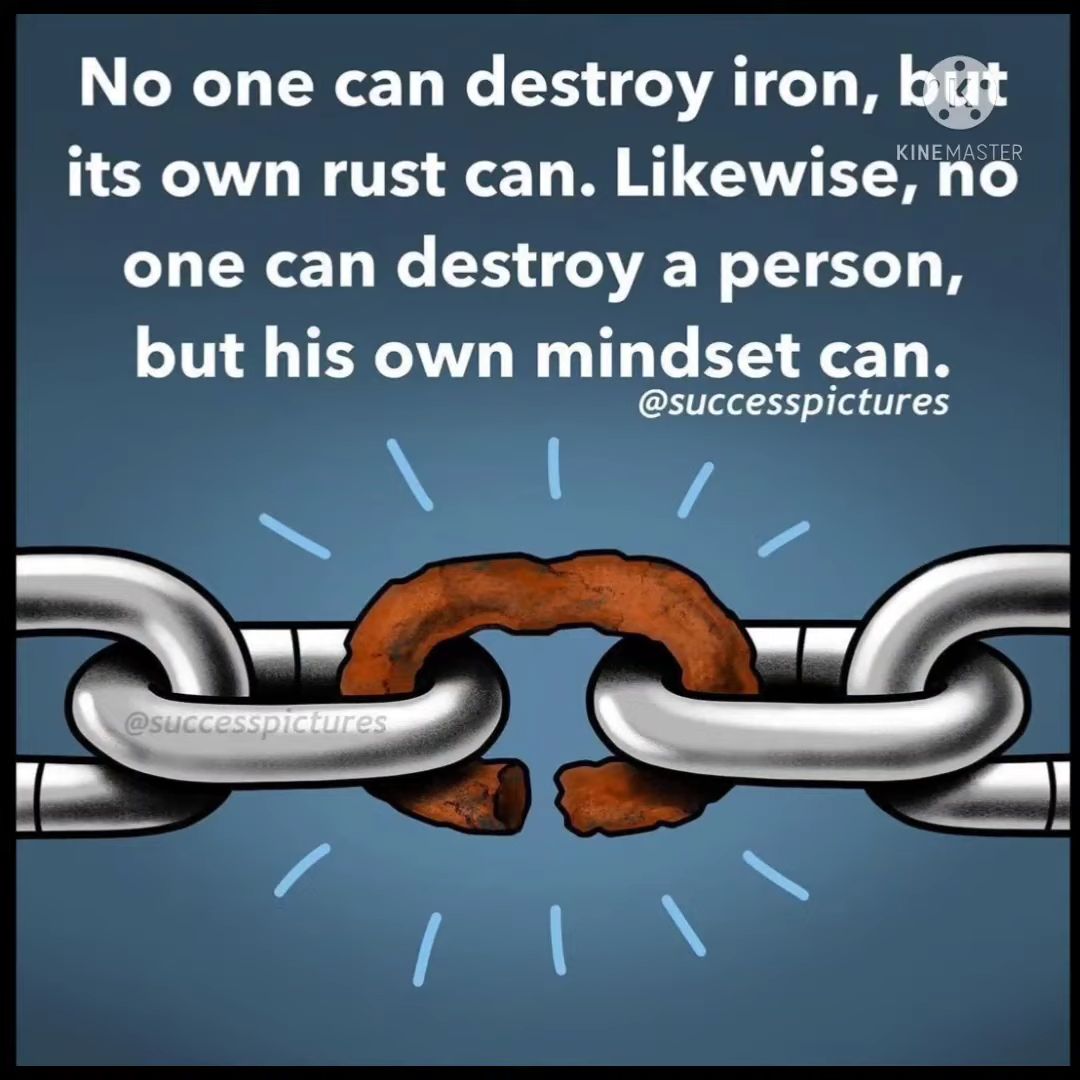 No one can destroy iron, but
its own rust can. Likewise, no
one can destroy a person,
but his own mindset can.
@successpictures
K
KINEMASTER
@successpictures